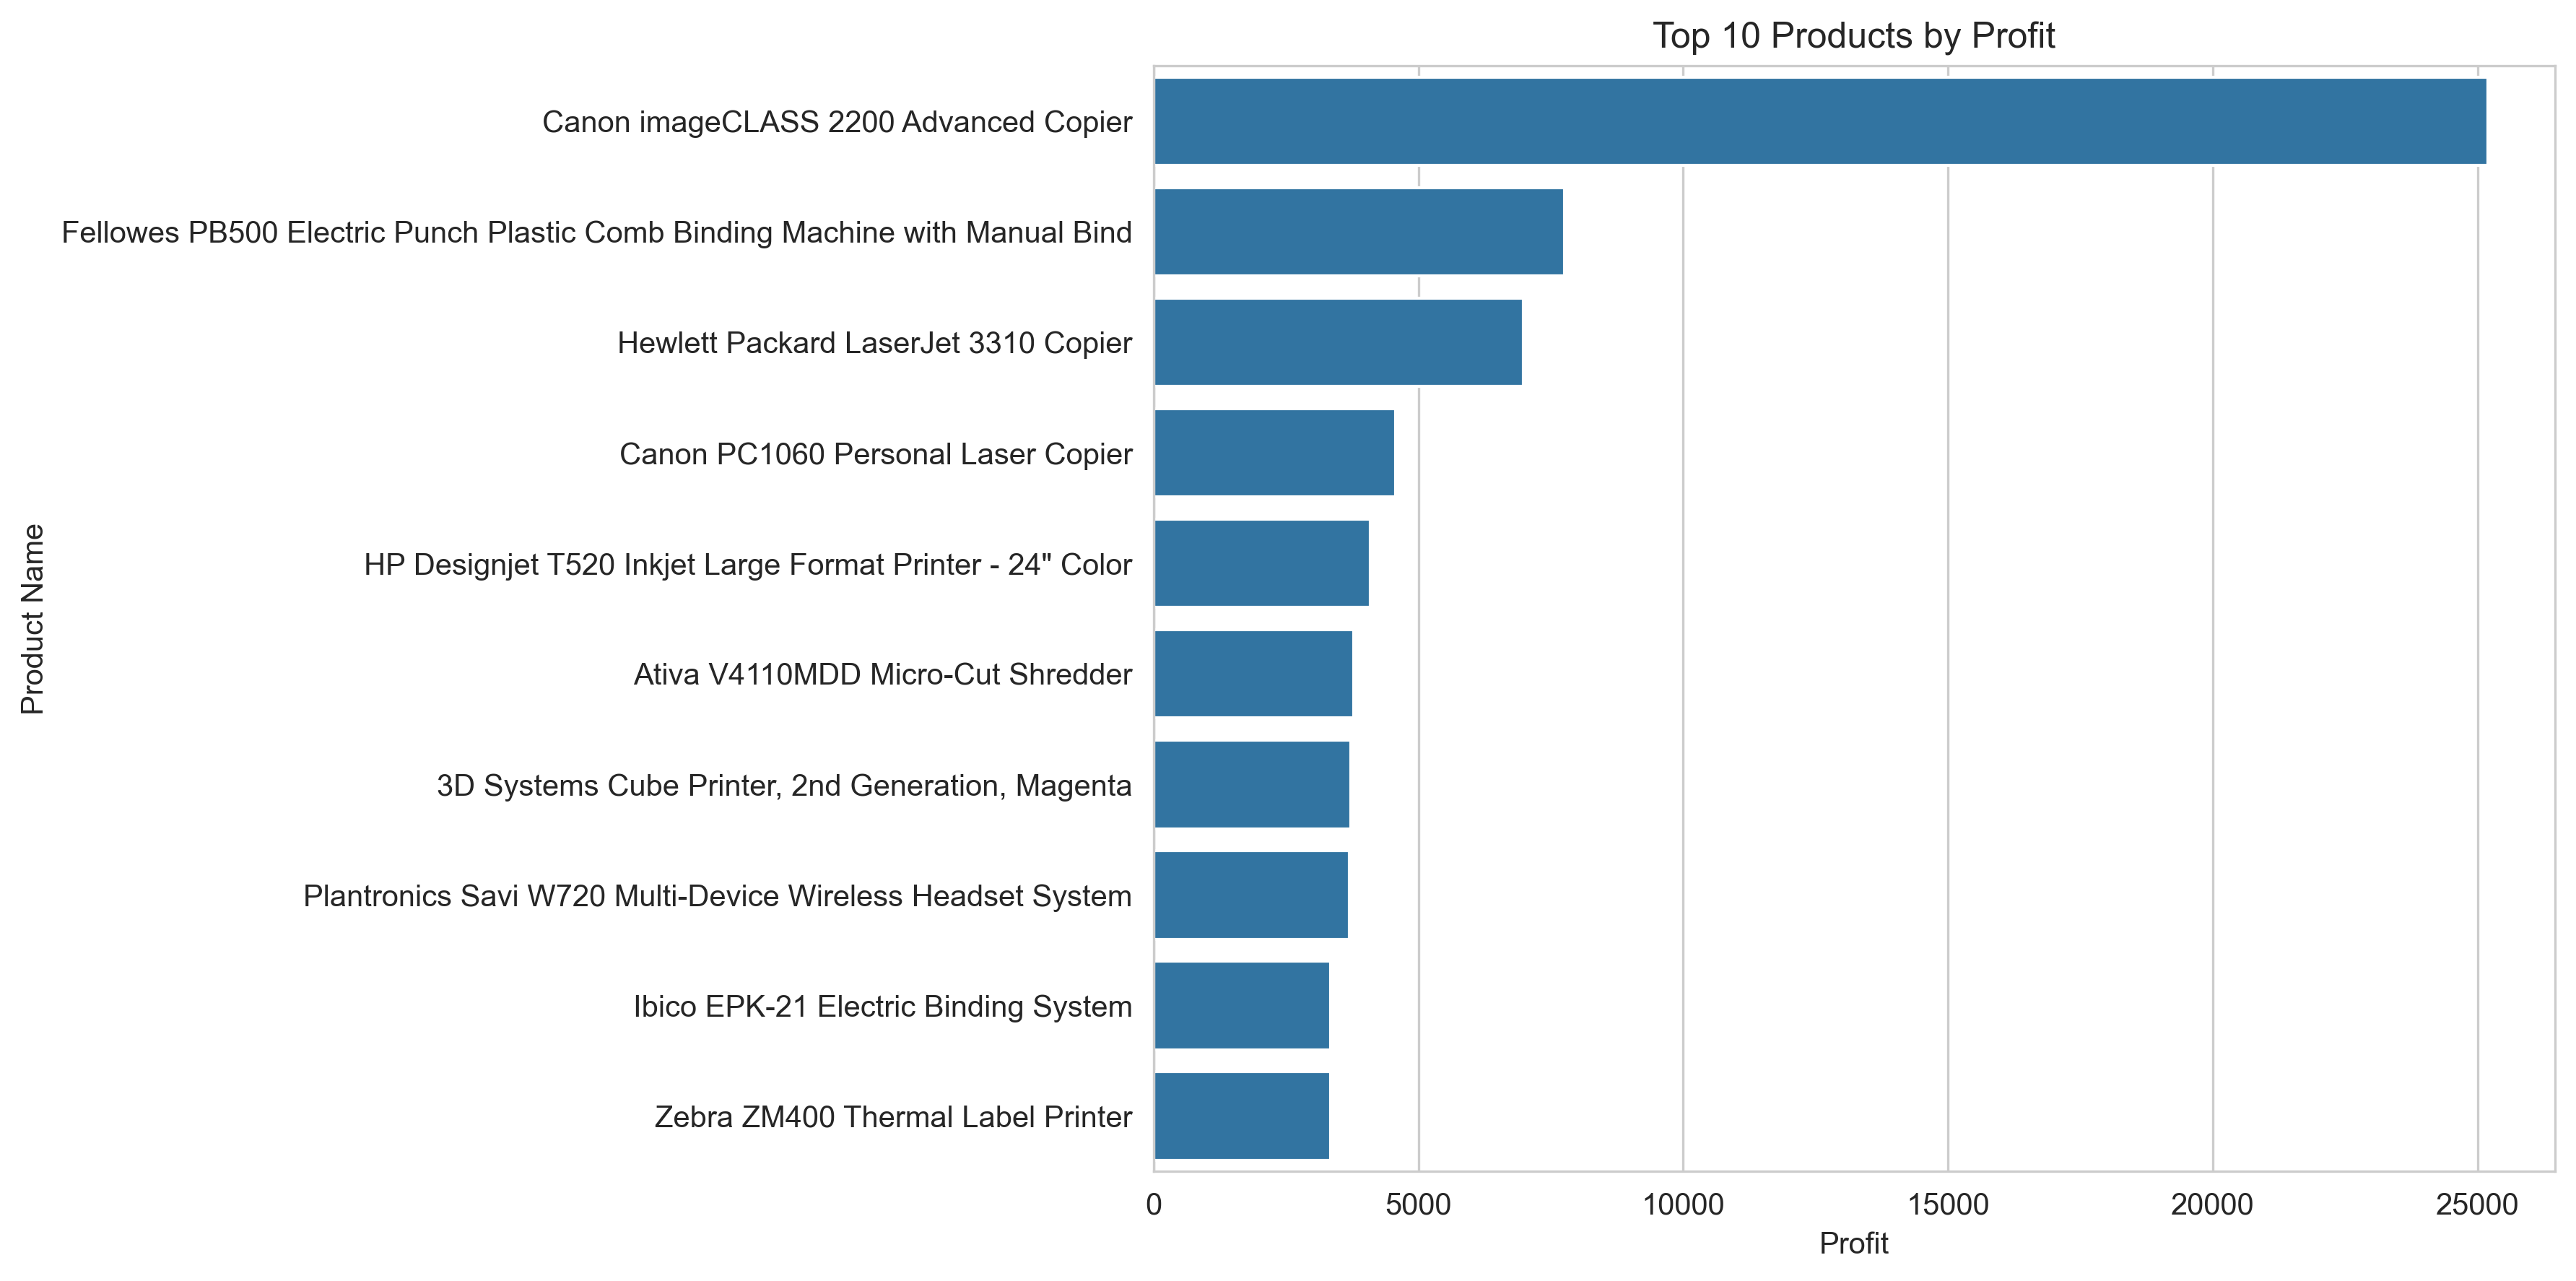 Top 10 Products by Profit
Canon imageCLASS 2200 Advanced Copier
Fellowes PB500 Electric Punch Plastic Comb Binding Machine with Manual Bind
Hewlett Packard LaserJet 3310 Copier
Canon PC1060 Personal Laser Copier
HP Designjet T520 Inkjet Large Format Printer - 24" Color
Ativa V4110MDD Micro-Cut Shredder
3D Systems Cube Printer, 2nd Generation, Magenta
Plantronics Savi W720 Multi-Device Wireless Headset System
Ibico EPK-21 Electric Binding System
Zebra ZM400 Thermal Label Printer
Product Name
0 5000 10000 15000 20000 25000
Profit